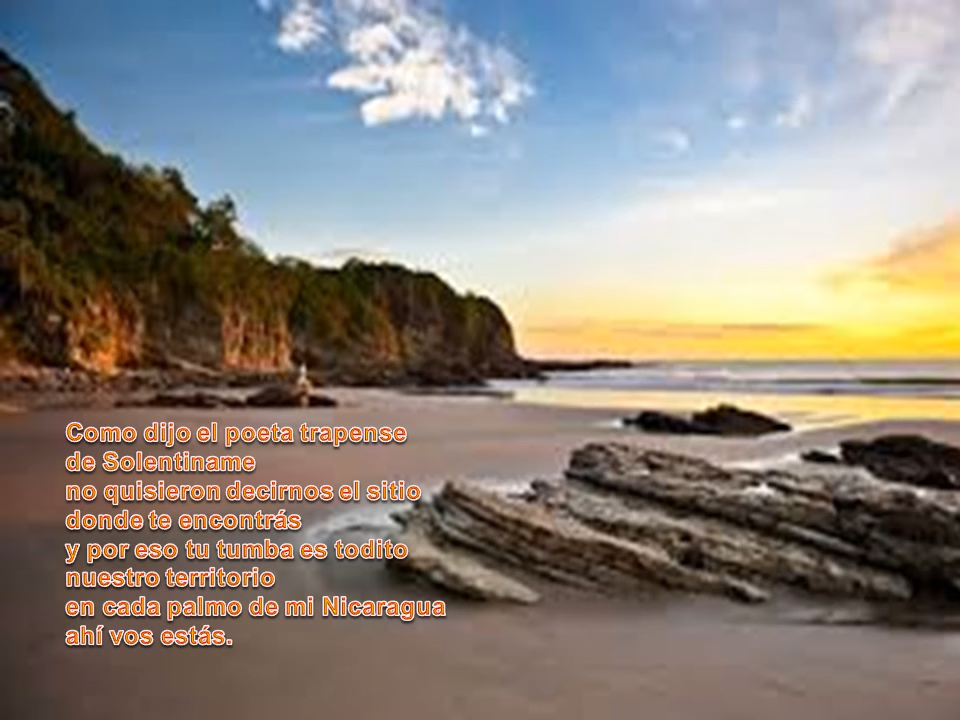 Como dijo el poeta trapense
de Solentiname
no quisieron decirnos el sitio
donde te encontrás
y por eso tu tumba es todito
nuestro territorio
en cada palmo de mi Nicaragua
ahí vos estás.